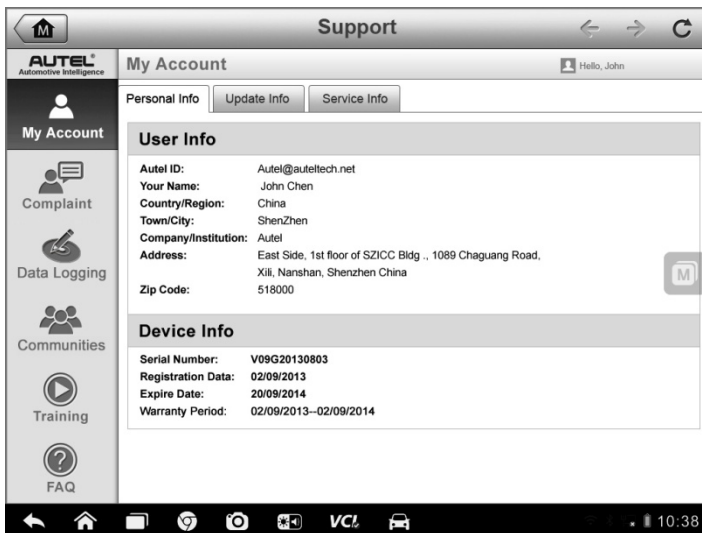 M
Support
AUTEL®
Automotive Intelligence
My Account
Hello, John
Personal Info
Update Info
Service Info
My Account
Complaint
Data Logging
Communities
Training
?
FAQ
User Info
Autel ID: Autel@auteltech.net
Your Name: John Chen
Country/Region: China
Town/City: ShenZhen
Company/Institution: Autel
Address: East Side, 1st floor of SZICC Bldg ., 1089 Chaguang Road,
Xili, Nanshan, Shenzhen China
Zip Code: 518000
M
Device Info
Serial Number: V09G20130803
Registration Data: 02/09/2013
Expire Date: 20/09/2014
Warranty Period: 02/09/2013--02/09/2014
VCI
10:38